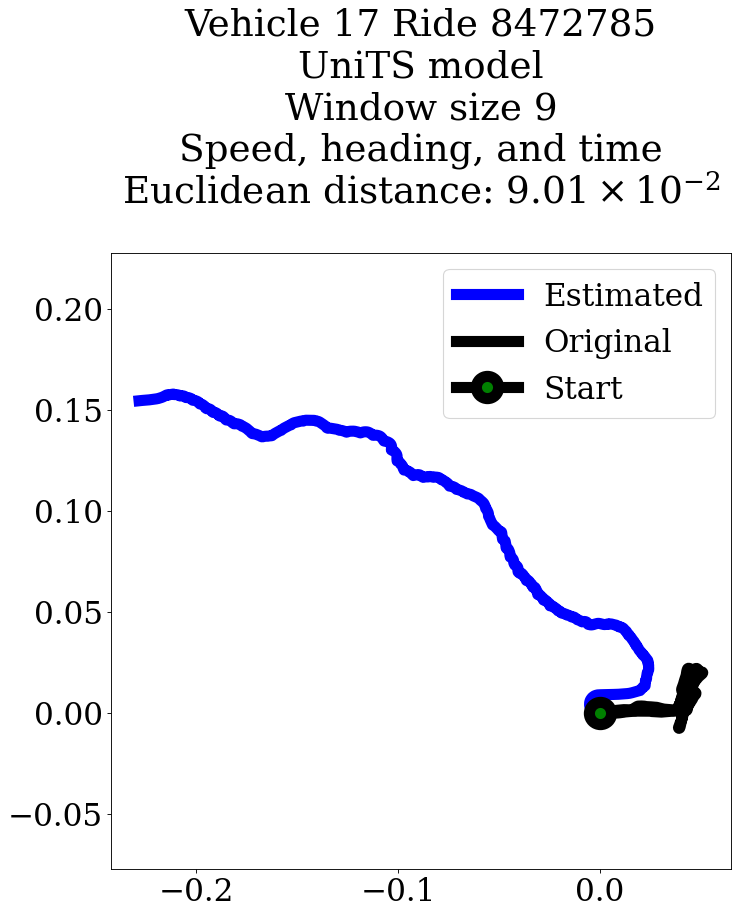 Vehicle 17 Ride 8472785
UniTS model
Window size 9
Speed, heading, and time
Euclidean distance: 9.01 × 10⁻²
Estimated
Original
Start
0.20
0.15
0.10
0.05
0.00
−0.05
−0.2
−0.1
0.0